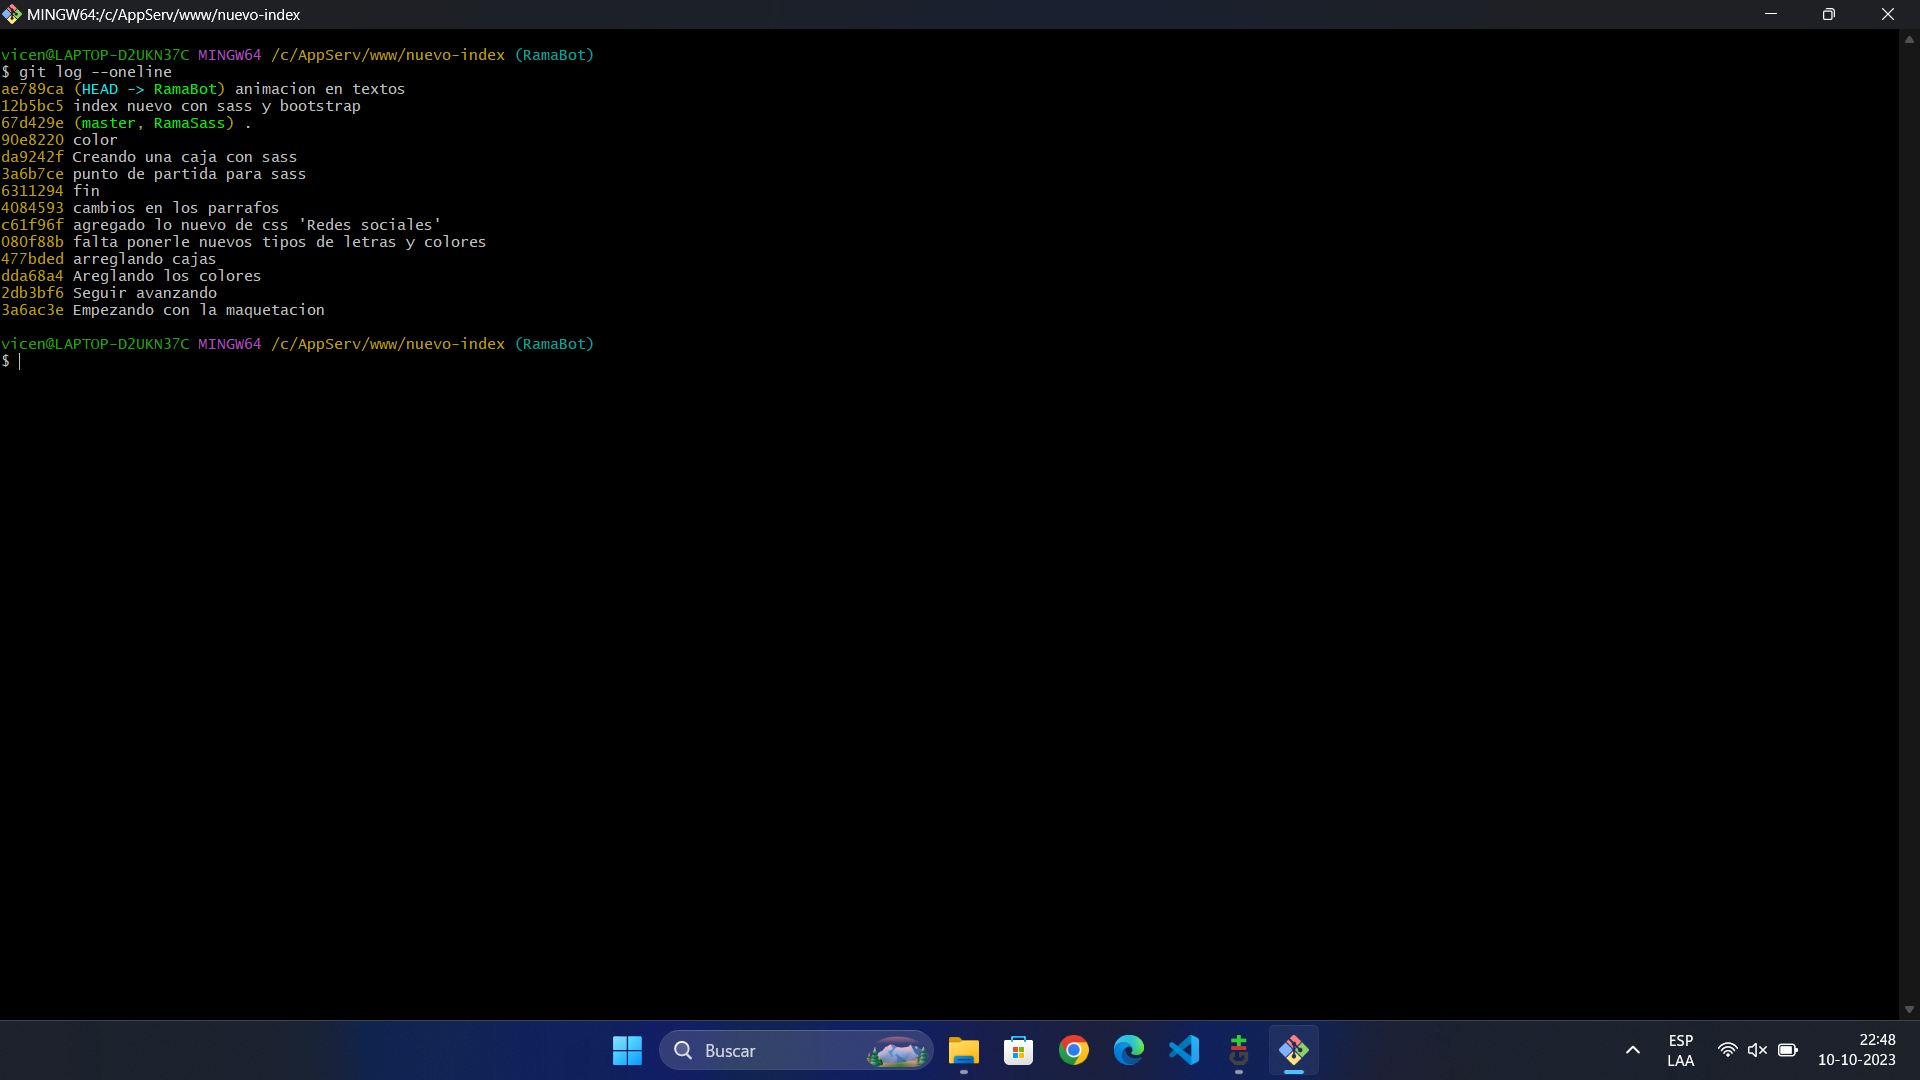 MINGW64:/c/AppServ/www/nuevo-index
vicen@LAPTOP-D2UKN37C MINGW64 /c/AppServ/www/nuevo-index (RamaBot)
$ git log --oneline
ae789ca (HEAD -> RamaBot) animacion en textos
12b5bc5 index nuevo con sass y bootstrap
67d429e (master, RamaSass) .
90e8220 color
da9242f Creando una caja con sass
3a6b7ce punto de partida para sass
6311294 fin
4084593 cambios en los parrafos
c61f96f agregado lo nuevo de css 'Redes sociales'
080f88b falta ponerle nuevos tipos de letras y colores
477bded arreglando cajas
dda68a4 Areglando los colores
2db3bf6 Seguir avanzando
3a6ac3e Empezando con la maquetacion
vicen@LAPTOP-D2UKN37C MINGW64 /c/AppServ/www/nuevo-index (RamaBot)
$
Buscar
ESP
LAA
22:48
10-10-2023